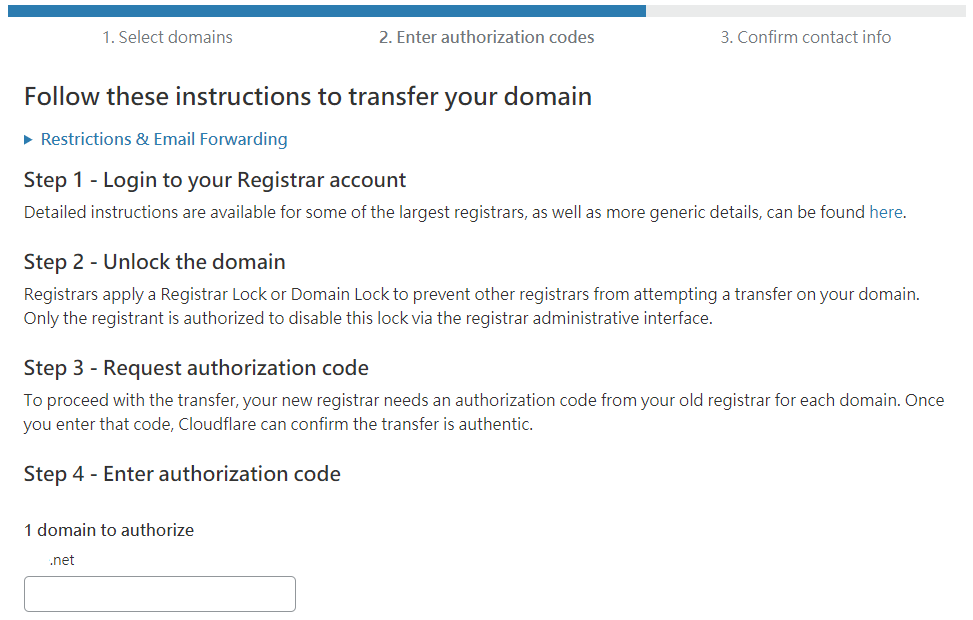 1. Select domains
2. Enter authorization codes
3. Confirm contact info
Follow these instructions to transfer your domain
Restrictions & Email Forwarding
Step 1 - Login to your Registrar account
Detailed instructions are available for some of the largest registrars, as well as more generic details, can be found here.
Step 2 - Unlock the domain
Registrars apply a Registrar Lock or Domain Lock to prevent other registrars from attempting a transfer on your domain.
Only the registrant is authorized to disable this lock via the registrar administrative interface.
Step 3 - Request authorization code
To proceed with the transfer, your new registrar needs an authorization code from your old registrar for each domain. Once
you enter that code, Cloudflare can confirm the transfer is authentic.
Step 4 - Enter authorization code
1 domain to authorize
.net